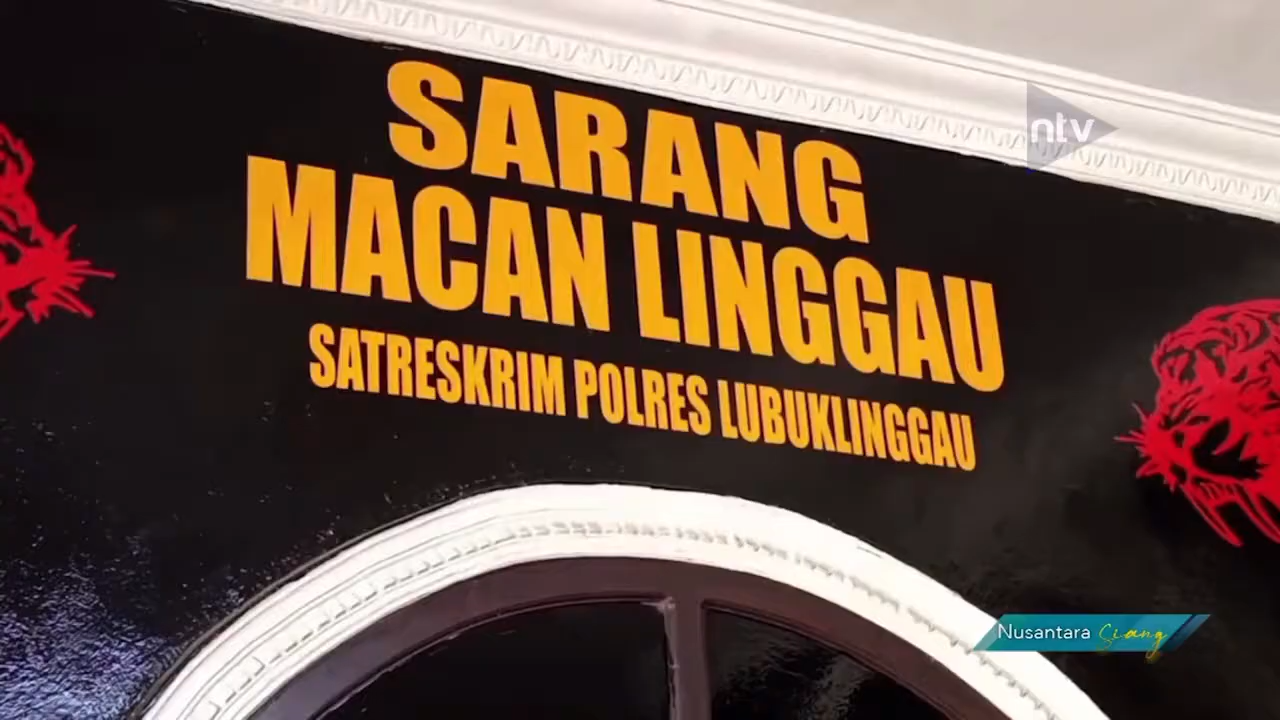 SARANG
MACAN LINGGAU
SATRESKRIM POLRES LUBUKLINGGAU
ntv
Nusantara Siang